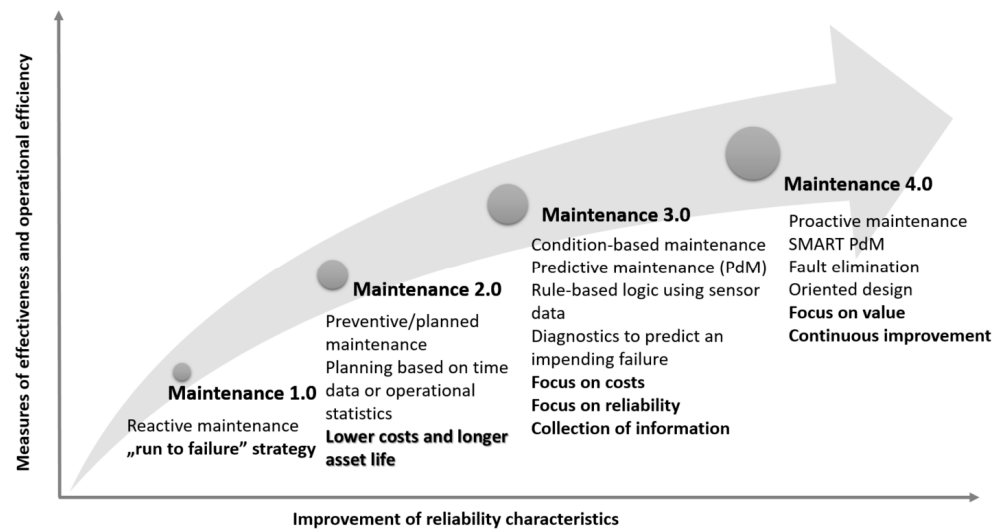 Measures of effectiveness and operational efficiency
Maintenance 1.0
Reactive maintenance
„run to failure” strategy
Maintenance 2.0
Preventive/planned
maintenance
Planning based on time
data or operational
statistics
Lower costs and longer
asset life
Maintenance 3.0
Condition-based maintenance
Predictive maintenance (PdM)
Rule-based logic using sensor
data
Diagnostics to predict an
impending failure
Focus on costs
Focus on reliability
Collection of information
Maintenance 4.0
Proactive maintenance
SMART PdM
Fault elimination
Oriented design
Focus on value
Continuous improvement
Improvement of reliability characteristics